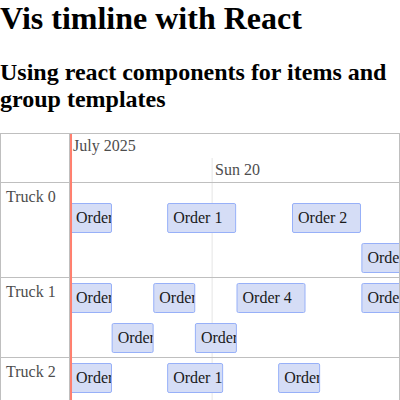 Vis timline with React
Using react components for items and
group templates
July 2025
Sun 20
Truck 0
Order
Order 1
Order 2
Orde
Truck 1
Order
Order
Order 4
Orde
Order
Order
Truck 2
Order
Order 1
Order